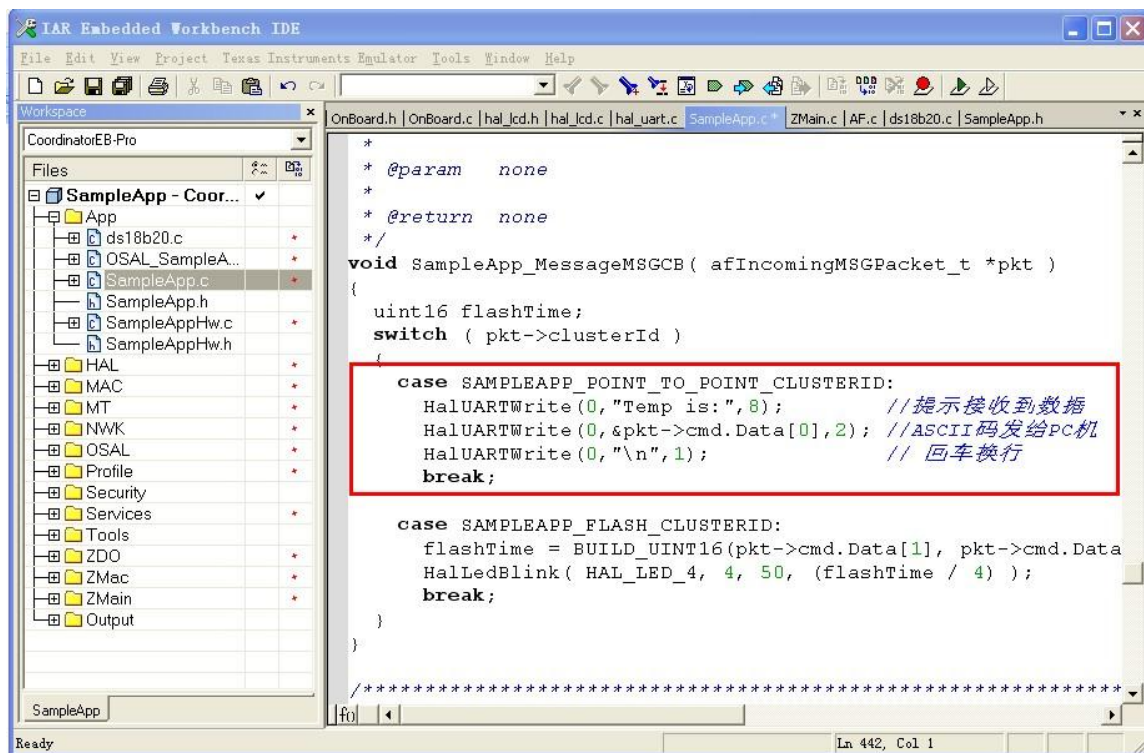 IAR Embedded Workbench IDE
File Edit View Project Texas Instruments Emulator Tools Window Help
Workspace
OnBoard.h | OnBoard.c | hal_lcd.h | hal_lcd.c | hal_uart.c | SampleApp.c * | ZMain.c | AF.c | ds18b20.c | SampleApp.h
CoordinatorEB-Pro
Files
SampleApp - Coor...
App
ds18b20.c
OSAL_SampleA...
SampleApp.c
SampleApp.h
SampleAppHw.c
SampleAppHw.h
HAL
MAC
MT
NWK
OSAL
Profile
Security
Services
Tools
ZDO
ZMac
ZMain
Output
SampleApp
*
* @param none
*
* @return none
*/
void SampleApp_MessageMSGCB( afIncomingMSGPacket_t *pkt )
{
uint16 flashTime;
switch ( pkt->clusterId )
{
case SAMPLEAPP_POINT_TO_POINT_CLUSTERID:
HalUARTWrite(0,"Temp is:",8); //提示接收到数据
HalUARTWrite(0,&pkt->cmd.Data[0],2); //ASCII码发给PC机
HalUARTWrite(0,"\n",1); // 回车换行
break;
case SAMPLEAPP_FLASH_CLUSTERID:
flashTime = BUILD_UINT16(pkt->cmd.Data[1], pkt->cmd.Data
HalLedBlink( HAL_LED_4, 4, 50, (flashTime / 4) );
break;
}
}
/*************************************************************
Ready
Ln 442, Col 1